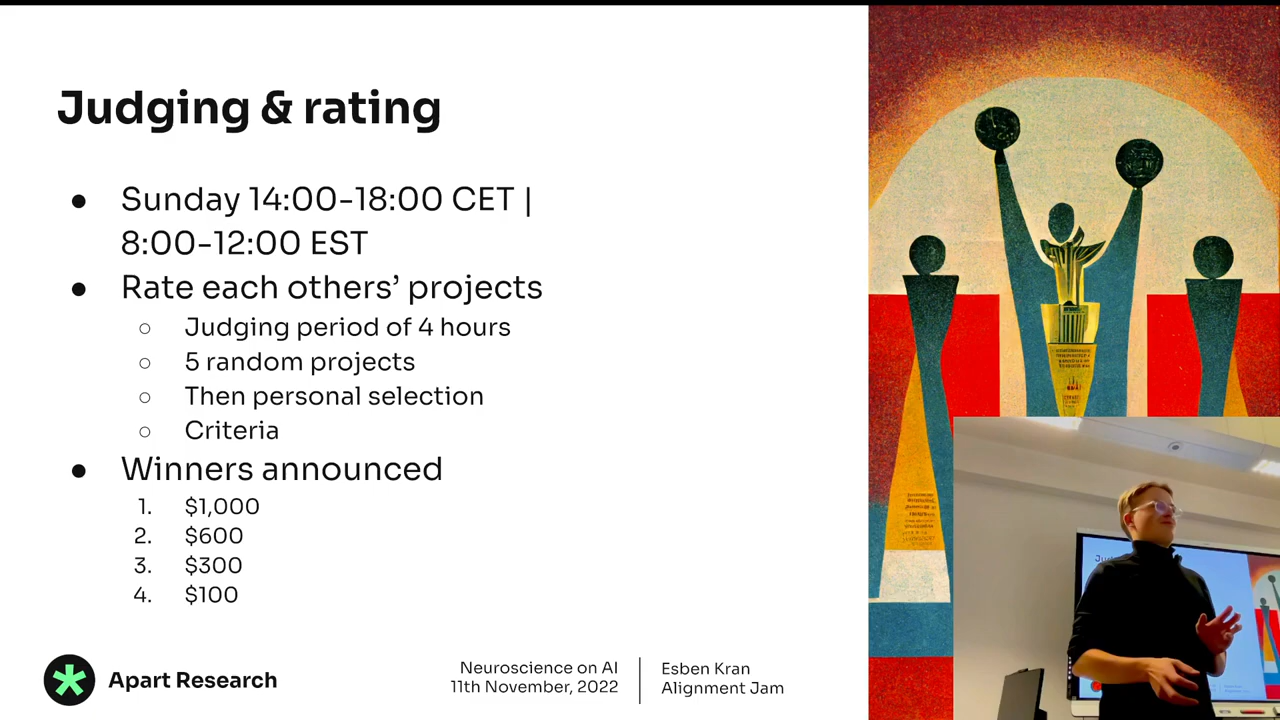 Judging & rating
● Sunday 14:00-18:00 CET |
8:00-12:00 EST
● Rate each others’ projects
○ Judging period of 4 hours
○ 5 random projects
○ Then personal selection
○ Criteria
● Winners announced
1. $1,000
2. $600
3. $300
4. $100
Apart Research
Neuroscience on AI
11th November, 2022
Esben Kran
Alignment Jam